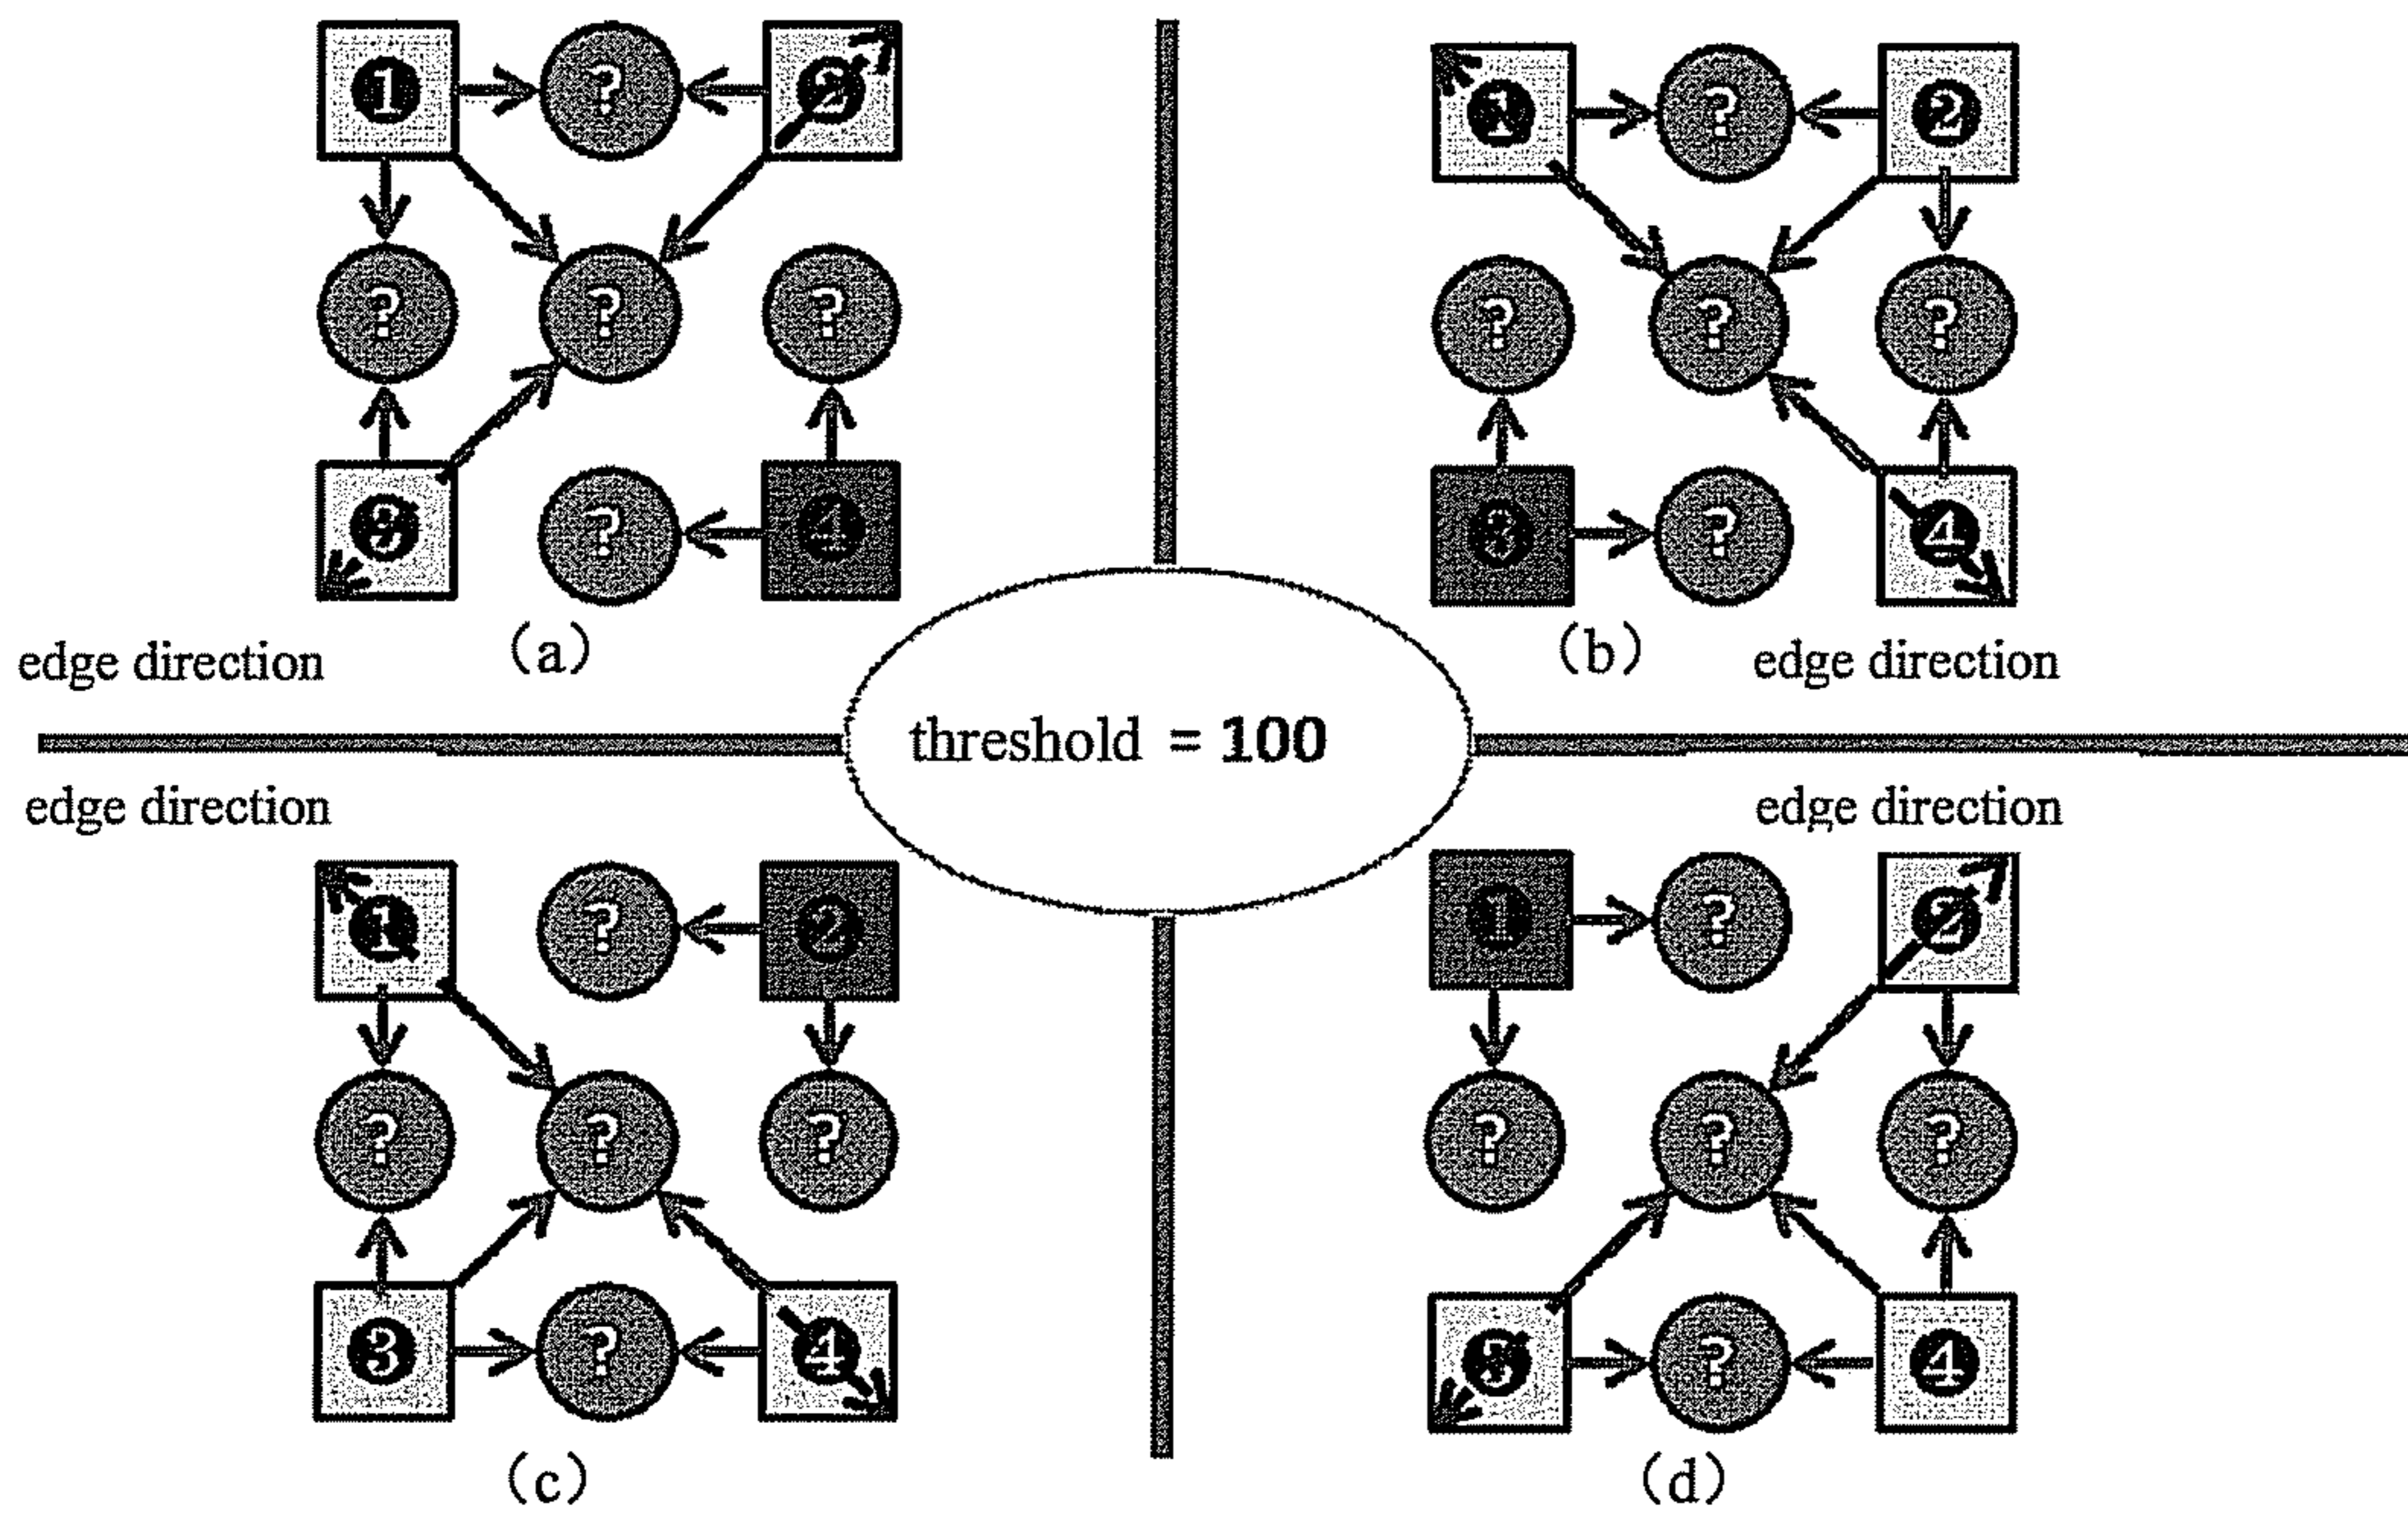 1 ? 2
? ? ?
3 ? 4
(a)
edge direction
1 ? 2
? ? ?
3 ? 4
(b)
edge direction
threshold = 100
edge direction
1 ? 2
? ? ?
3 ? 4
(c)
edge direction
1 ? 2
? ? ?
3 ? 4
(d)